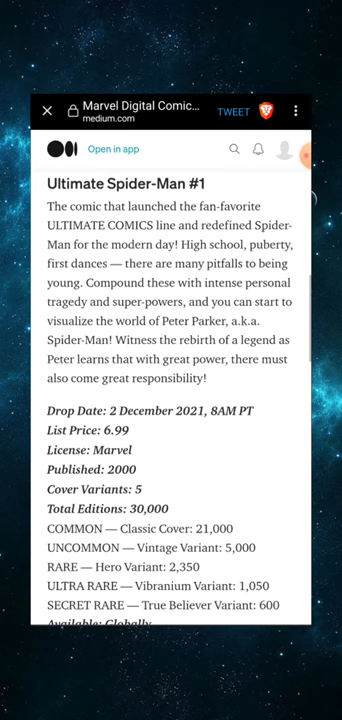 Marvel Digital Comic...
TWEET
medium.com
Open in app
Ultimate Spider-Man #1
The comic that launched the fan-favorite
ULTIMATE COMICS line and redefined Spider-
Man for the modern day! High school, puberty,
first dances — there are many pitfalls to being
young. Compound these with intense personal
tragedy and super-powers, and you can start to
visualize the world of Peter Parker, a.k.a.
Spider-Man! Witness the rebirth of a legend as
Peter learns that with great power, there must
also come great responsibility!
Drop Date: 2 December 2021, 8AM PT
List Price: 6.99
License: Marvel
Published: 2000
Cover Variants: 5
Total Editions: 30,000
COMMON — Classic Cover: 21,000
UNCOMMON — Vintage Variant: 5,000
RARE — Hero Variant: 2,350
ULTRA RARE — Vibranium Variant: 1,050
SECRET RARE — True Believer Variant: 600
Available: Globally